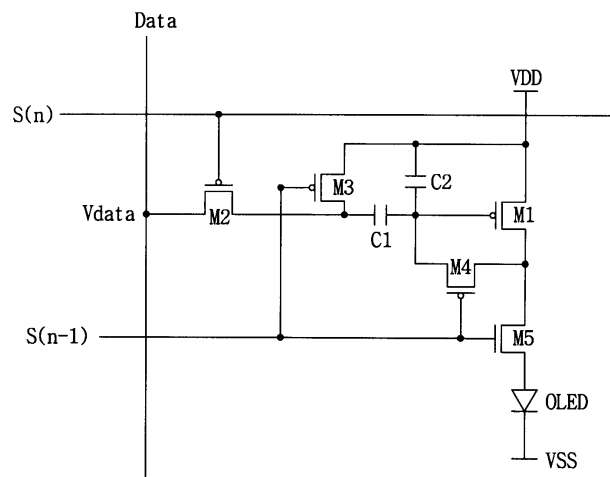 Data
VDD
S(n)
M3
C2
Vdata
M2
C1
M1
M4
S(n-1)
M5
OLED
VSS